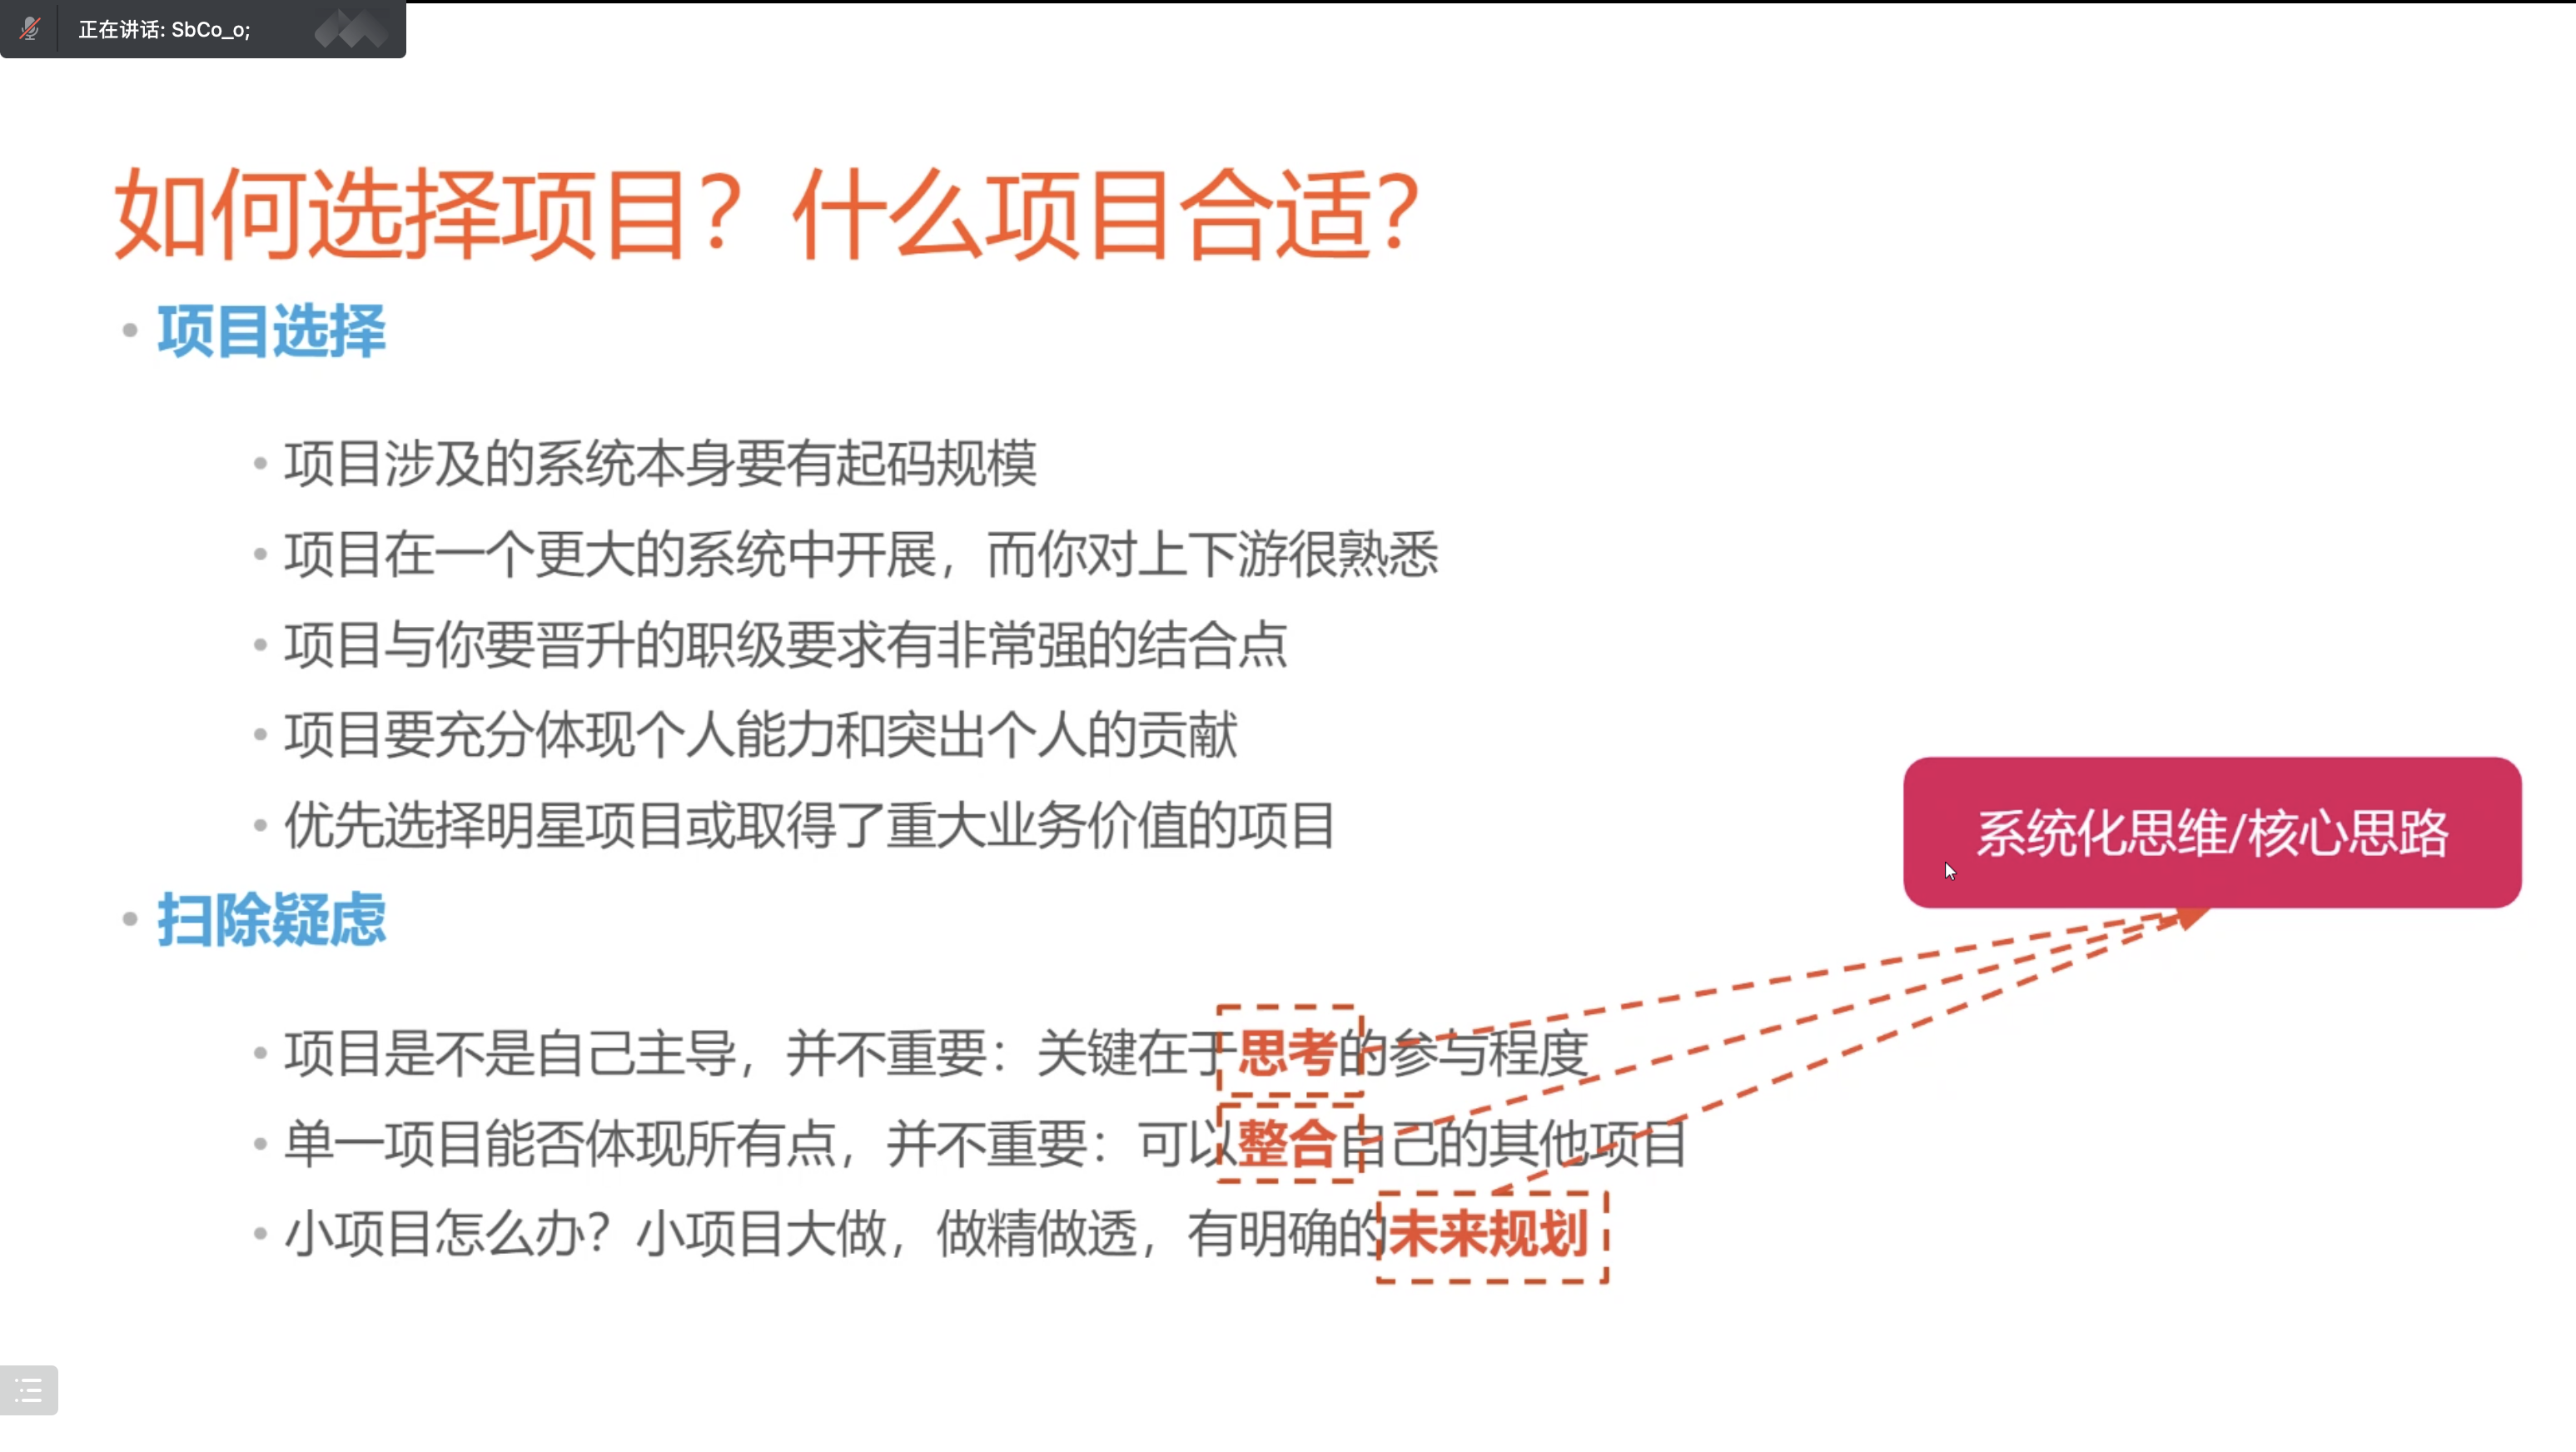 正在讲话: SbCo_o;
如何选择项目？什么项目合适？
项目选择
项目涉及的系统本身要有起码规模
项目在一个更大的系统中开展，而你对上下游很熟悉
项目与你要晋升的职级要求有非常强的结合点
项目要充分体现个人能力和突出个人的贡献
优先选择明星项目或取得了重大业务价值的项目
系统化思维/核心思路
扫除疑虑
项目是不是自己主导，并不重要：关键在于思考的参与程度
单一项目能否体现所有点，并不重要：可以整合自己的其他项目
小项目怎么办？小项目大做，做精做透，有明确的未来规划